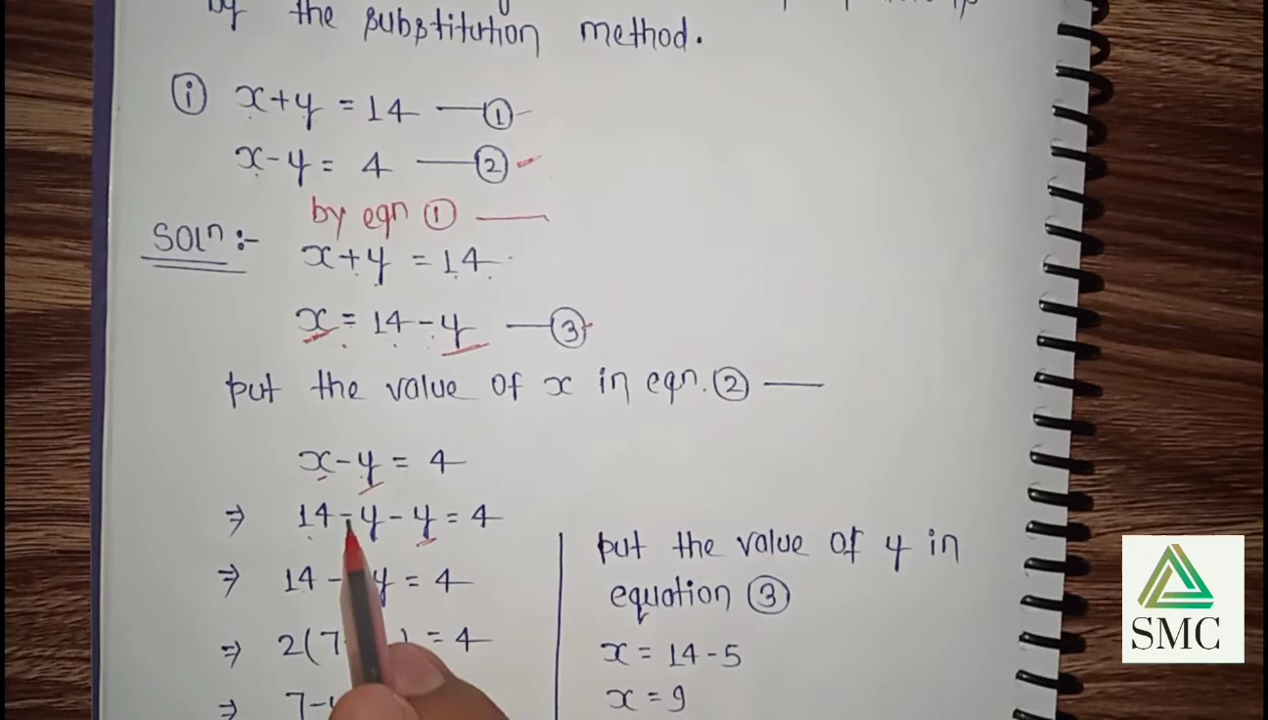 by the substitution method.
(i) x+y = 14 — (1)
x-y = 4 — (2)
by eqn (1) —
Solⁿ :-
x+y = 14
x = 14-y — (3)
put the value of x in eqn. (2) —
x-y = 4
⇒ 14-y-y = 4
⇒ 14 - y = 4
⇒ 2(7 ) = 4
⇒ 7-
put the value of y in
equation (3)
x = 14-5
x = 9
SMC